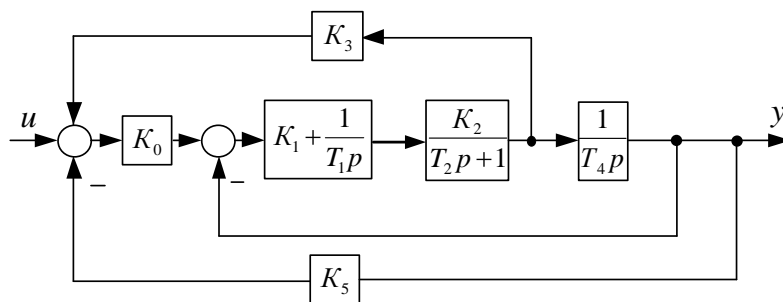 K₃
u
K₀
K₁ + 1/(T₁p)
K₂/(T₂p+1)
1/(T₄p)
y
−
−
K₅